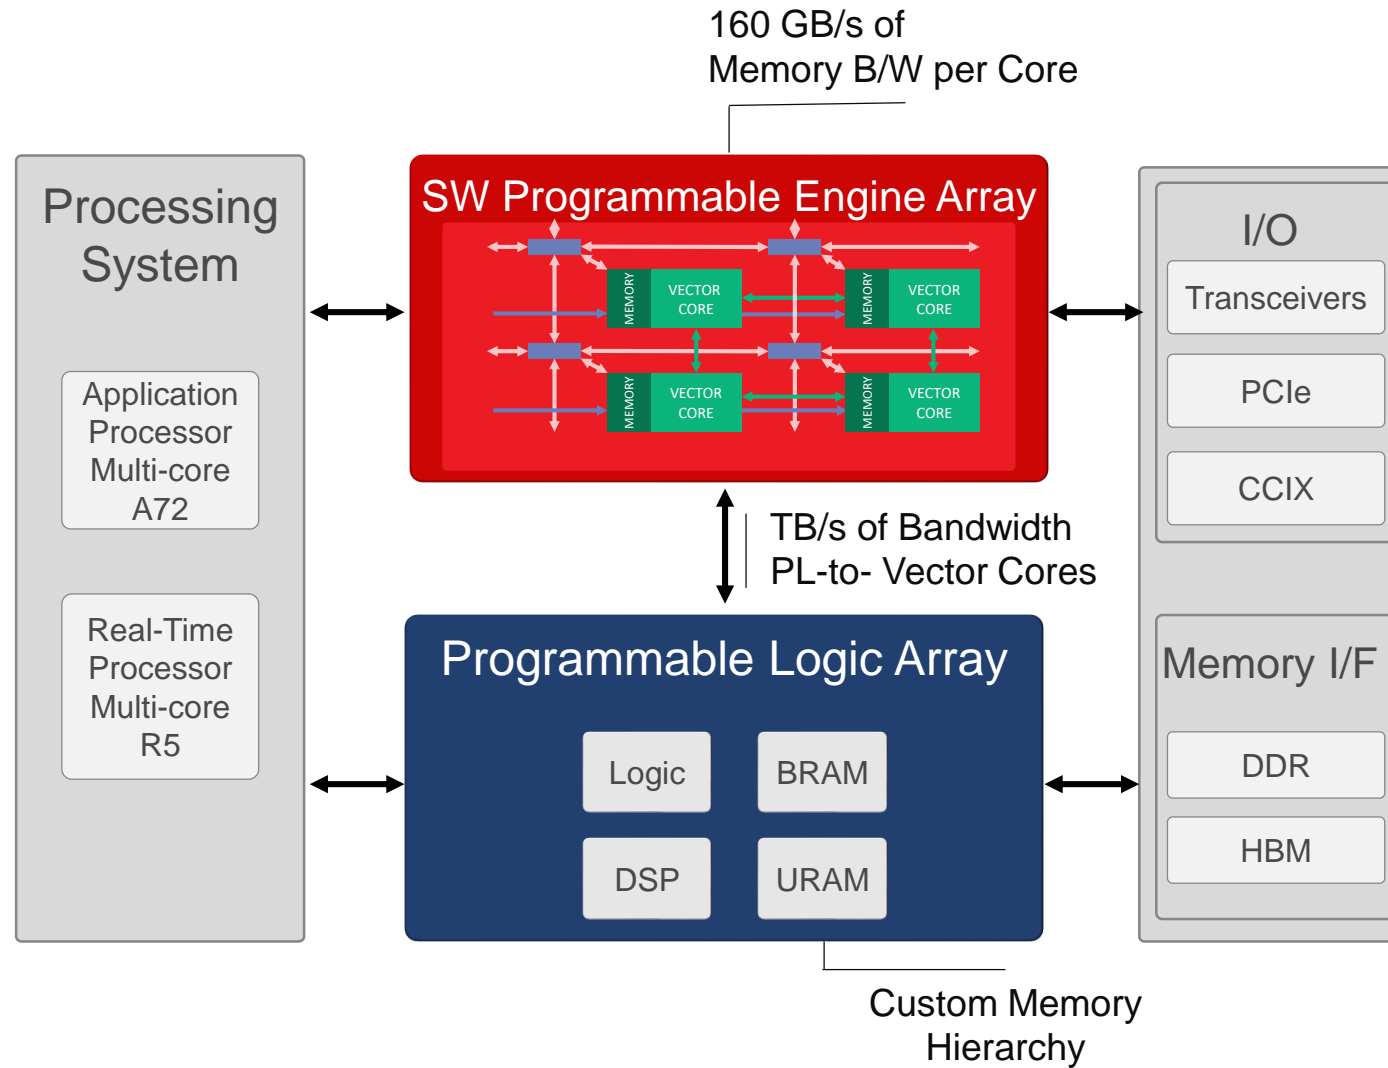 160 GB/s of
Memory B/W per Core
Processing
System
Application
Processor
Multi-core
A72
Real-Time
Processor
Multi-core
R5
SW Programmable Engine Array
MEMORY
VECTOR
CORE
MEMORY
VECTOR
CORE
MEMORY
VECTOR
CORE
MEMORY
VECTOR
CORE
TB/s of Bandwidth
PL-to- Vector Cores
Programmable Logic Array
Logic
BRAM
DSP
URAM
Custom Memory
Hierarchy
I/O
Transceivers
PCIe
CCIX
Memory I/F
DDR
HBM